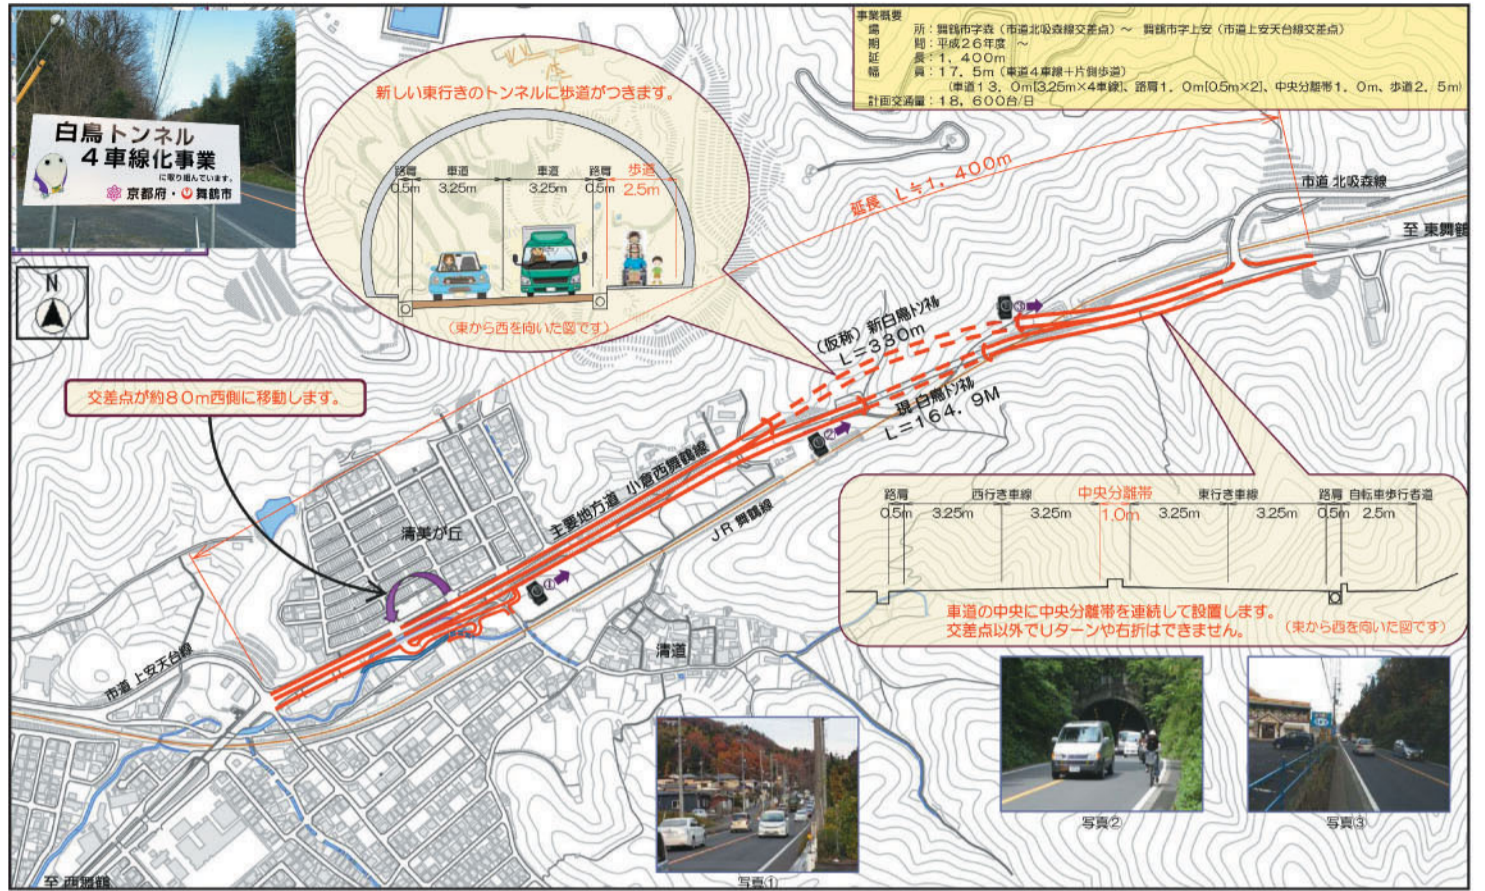 白鳥トンネル
4車線化事業
に取り組んでいます。
京都府・舞鶴市
N
事業概要
場　　所：舞鶴市字森（市道北吸森線交差点）～　舞鶴市字上安（市道上安天台線交差点）
期　　間：平成26年度　～
延　　長：1，400m
幅　　員：17．5m（車道4車線＋片側歩道）
（車道13．0m[3.25m×4車線]、路肩1．0m[0.5m×2]、中央分離帯1．0m、歩道2．5m）
計画交通量：18，600台/日
新しい東行きのトンネルに歩道がつきます。
路肩　車道　車道　路肩　歩道
0.5m　3.25m　3.25m　0.5m　2.5m
（東から西を向いた図です）
延長　L≒1，400m
市道 北吸森線
至 東舞鶴
（仮称）新白鳥トンネル
L＝330m
③
現 白鳥トンネル
L＝164．9M
②
交差点が約80m西側に移動します。
主要地方道 小倉西舞鶴線
JR 舞鶴線
清美が丘
①
清道
市道 上安天台線
至 西舞鶴
路肩　西行き車線　中央分離帯　東行き車線　路肩　自転車歩行者道
0.5m　3.25m　3.25m　1.0m　3.25m　3.25m　0.5m　2.5m
車道の中央に中央分離帯を連続して設置します。
交差点以外でUターンや右折はできません。
（東から西を向いた図です）
写真①
写真②
写真③